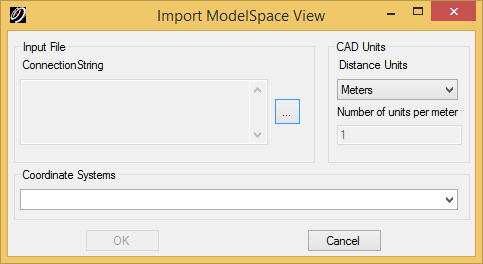 Import ModelSpace View
Input File
ConnectionString
...
CAD Units
Distance Units
Meters
Number of units per meter
1
Coordinate Systems
OK
Cancel